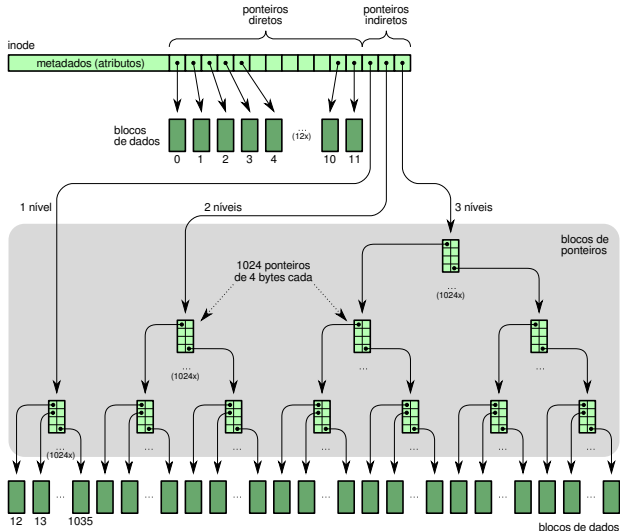 ponteiros
diretos
ponteiros
indiretos
inode
metadados (atributos)
blocos
de dados
...
(12x)
0
1
2
3
4
10
11
1 nível
2 níveis
3 níveis
blocos de
ponteiros
1024 ponteiros
de 4 bytes cada
...
(1024x)
...
(1024x)
...
...
...
(1024x)
...
...
...
...
...
...
...
...
...
...
...
...
...
...
12
13
1035
blocos de dados